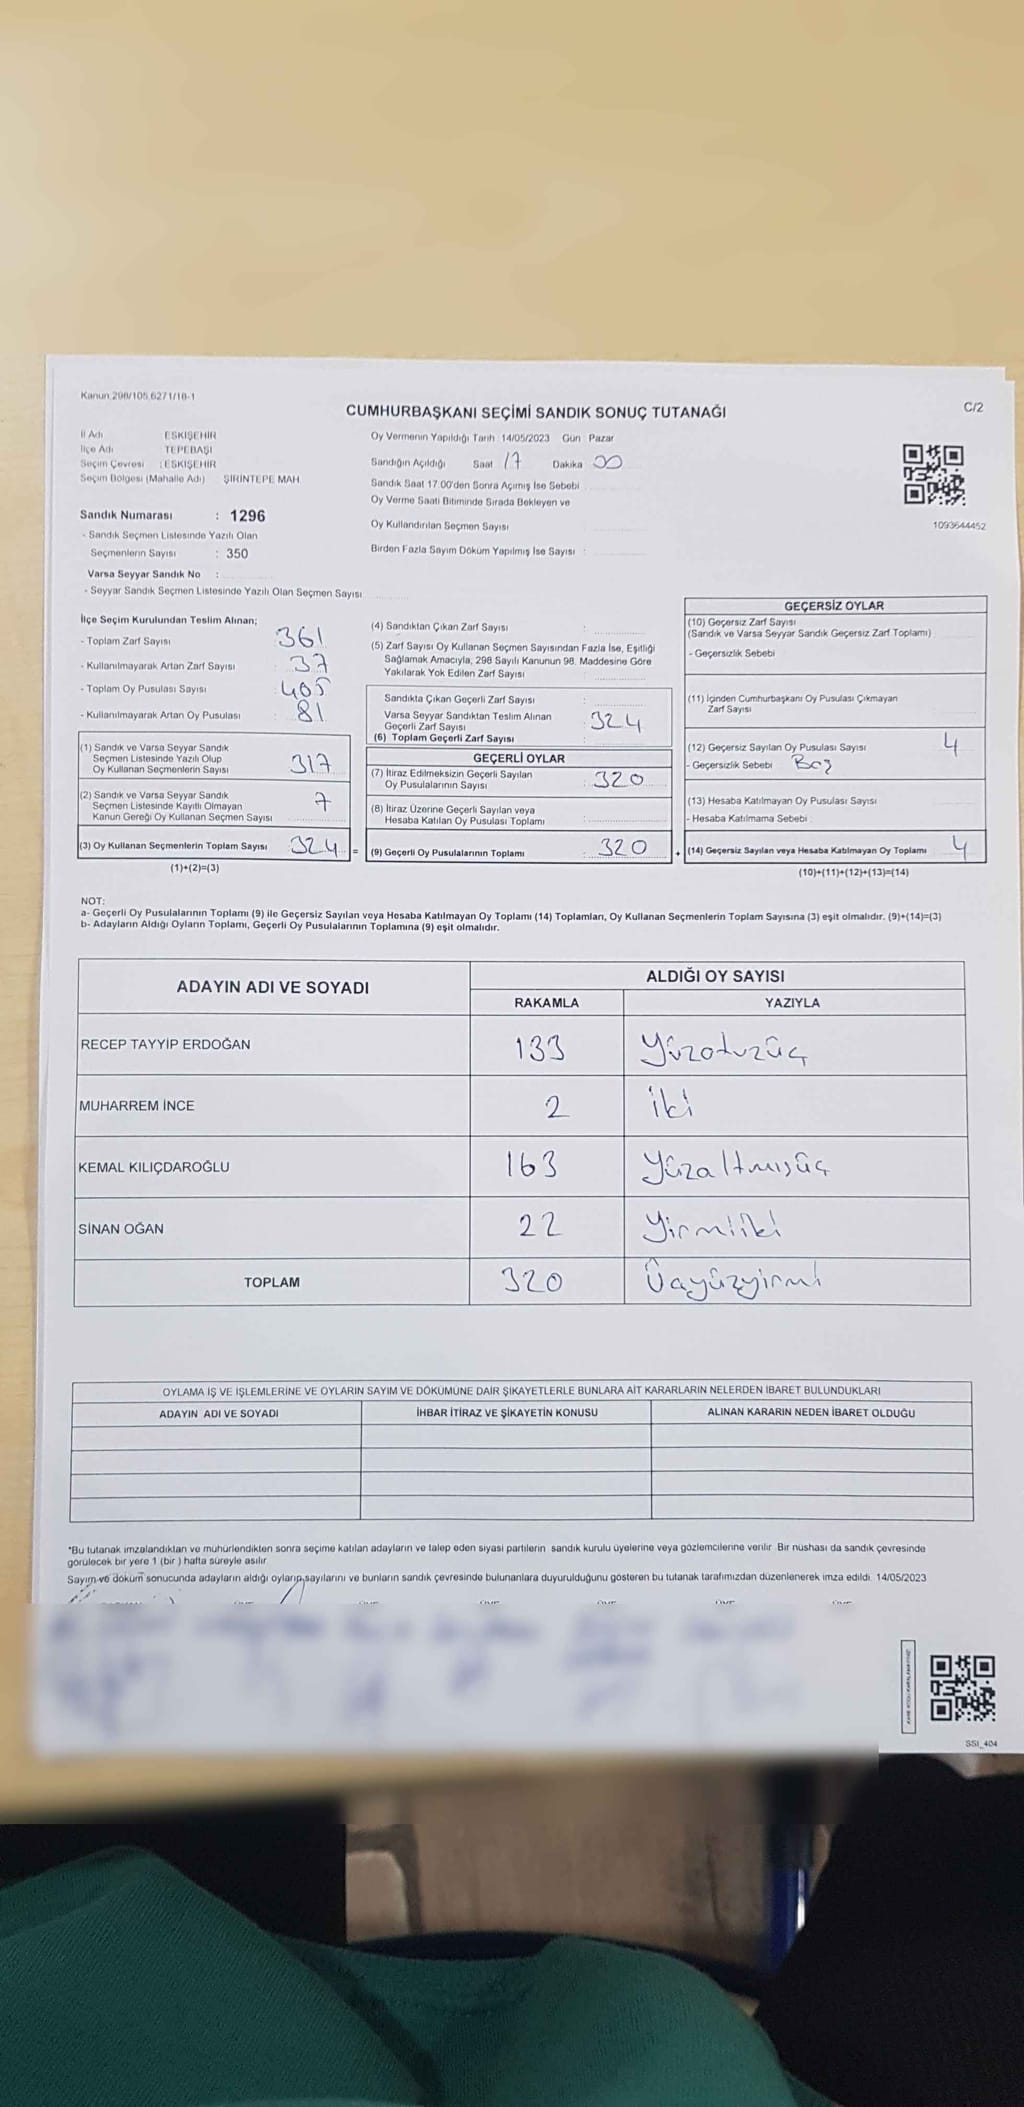 Kanun 298/105,6271/18-1
C/2
CUMHURBAŞKANI SEÇİMİ SANDIK SONUÇ TUTANAĞI
İl Adı ESKİŞEHİR
İlçe Adı TEPEBAŞI
Seçim Çevresi : ESKİŞEHİR
Seçim Bölgesi (Mahalle Adı) ŞİRİNTEPE MAH
Sandık Numarası : 1296
- Sandık Seçmen Listesinde Yazılı Olan
Seçmenlerin Sayısı : 350
Varsa Seyyar Sandık No :
- Seyyar Sandık Seçmen Listesinde Yazılı Olan Seçmen Sayısı
Oy Vermenin Yapıldığı Tarih 14/05/2023 Gün Pazar
Sandığın Açıldığı Saat 17 Dakika 00
Sandık Saat 17.00'den Sonra Açımış İse Sebebi
Oy Verme Saati Bitiminde Sırada Bekleyen ve
Oy Kullandırılan Seçmen Sayısı
Birden Fazla Sayım Döküm Yapılmış İse Sayısı :
1093644452
İlçe Seçim Kurulundan Teslim Alınan;
- Toplam Zarf Sayısı 361
- Kullanılmayarak Artan Zarf Sayısı : 37
- Toplam Oy Pusulası Sayısı 405
- Kullanılmayarak Artan Oy Pusulası : 81
(1) Sandık ve Varsa Seyyar Sandık
Seçmen Listesinde Yazılı Olup
Oy Kullanan Seçmenlerin Sayısı 317
(2) Sandık ve Varsa Seyyar Sandık
Seçmen Listesinde Kayıtlı Olmayan
Kanun Gereği Oy Kullanan Seçmen Sayısı 7
(3) Oy Kullanan Seçmenlerin Toplam Sayısı 324 =
(1)+(2)=(3)
(4) Sandıktan Çıkan Zarf Sayısı :
(5) Zarf Sayısı Oy Kullanan Seçmen Sayısından Fazla İse, Eşitliği
Sağlamak Amacıyla, 298 Sayılı Kanunun 98. Maddesine Göre
Yakılarak Yok Edilen Zarf Sayısı :
Sandıkta Çıkan Geçerli Zarf Sayısı :
Varsa Seyyar Sandıktan Teslim Alınan
Geçerli Zarf Sayısı
(6) Toplam Geçerli Zarf Sayısı : 324
GEÇERLİ OYLAR
(7) İtiraz Edilmeksizin Geçerli Sayılan
Oy Pusulalarının Sayısı : 320
(8) İtiraz Üzerine Geçerli Sayılan veya
Hesaba Katılan Oy Pusulası Toplamı :
(9) Geçerli Oy Pusulalarının Toplamı : 320 +
GEÇERSİZ OYLAR
(10) Geçersiz Zarf Sayısı
(Sandık ve Varsa Seyyar Sandık Geçersiz Zarf Toplamı)
- Geçersizlik Sebebi
(11) İçinden Cumhurbaşkanı Oy Pusulası Çıkmayan
Zarf Sayısı
(12) Geçersiz Sayılan Oy Pusulası Sayısı 4
- Geçersizlik Sebebi Boş
(13) Hesaba Katılmayan Oy Pusulası Sayısı
- Hesaba Katılmama Sebebi
(14) Geçersiz Sayılan veya Hesaba Katılmayan Oy Toplamı 4
(10)+(11)+(12)+(13)=(14)
NOT:
a- Geçerli Oy Pusulalarının Toplamı (9) ile Geçersiz Sayılan veya Hesaba Katılmayan Oy Toplamı (14) Toplamları, Oy Kullanan Seçmenlerin Toplam Sayısına (3) eşit olmalıdır. (9)+(14)=(3)
b- Adayların Aldığı Oyların Toplamı, Geçerli Oy Pusulalarının Toplamına (9) eşit olmalıdır.
ADAYIN ADI VE SOYADI ALDIĞI OY SAYISI
RAKAMLA YAZIYLA
RECEP TAYYİP ERDOĞAN 133 Yüzotuzüç
MUHARREM İNCE 2 iki
KEMAL KILIÇDAROĞLU 163 Yüzaltmışüç
SİNAN OĞAN 22 Yirmiiki
TOPLAM 320 Üçyüzyirmi
OYLAMA İŞ VE İŞLEMLERİNE VE OYLARIN SAYIM VE DÖKÜMÜNE DAİR ŞİKAYETLERLE BUNLARA AİT KARARLARIN NELERDEN İBARET BULUNDUKLARI
ADAYIN ADI VE SOYADI İHBAR İTİRAZ VE ŞİKAYETİN KONUSU ALINAN KARARIN NEDEN İBARET OLDUĞU
*Bu tutanak imzalandıktan ve mühürlendikten sonra seçime katılan adayların ve talep eden siyasi partilerin sandık kurulu üyelerine veya gözlemcilerine verilir. Bir nüshası da sandık çevresinde
görülecek bir yere 1 (bir ) hafta süreyle asılır
Sayım ve döküm sonucunda adayların aldığı oyların sayılarını ve bunların sandık çevresinde bulunanlara duyurulduğunu gösteren bu tutanak tarafımızdan düzenlenerek imza edildi. 14/05/2023
SSI_404